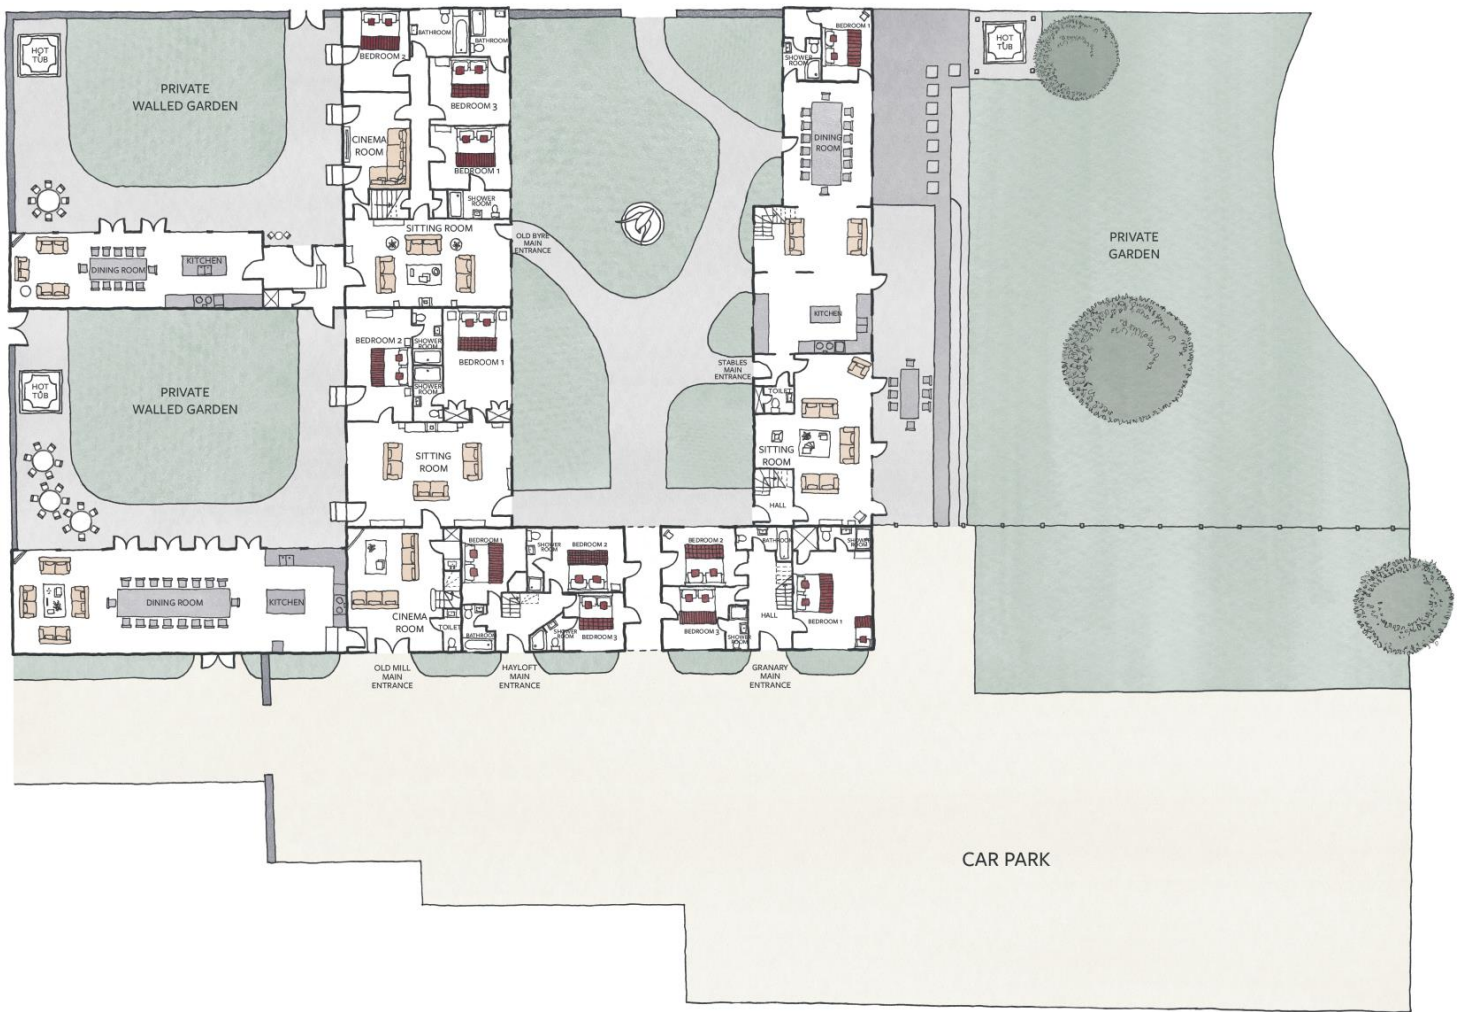 HOT
TUB
PRIVATE
WALLED GARDEN
BEDROOM 2
BATHROOM
BATHROOM
BEDROOM 3
CINEMA
ROOM
BEDROOM 1
SHOWER
ROOM
SITTING ROOM
OLD BYRE
MAIN
ENTRANCE
DINING ROOM
KITCHEN
BEDROOM 1
SHOWER
ROOM
DINING
ROOM
KITCHEN
STABLES
MAIN
ENTRANCE
TOILET
SITTING
ROOM
HALL
HOT
TUB
PRIVATE
GARDEN
HOT
TUB
PRIVATE
WALLED GARDEN
BEDROOM 2
SHOWER
ROOM
SHOWER
ROOM
BEDROOM 1
SITTING
ROOM
DINING ROOM
KITCHEN
CINEMA
ROOM
TOILET
BEDROOM 1
BATHROOM
SHOWER
ROOM
BEDROOM 2
SHOWER
ROOM
BEDROOM 3
BEDROOM 2
BEDROOM 3
SHOWER
ROOM
BATHROOM
HALL
SHOWER
ROOM
BEDROOM 1
OLD MILL
MAIN
ENTRANCE
HAYLOFT
MAIN
ENTRANCE
GRANARY
MAIN
ENTRANCE
CAR PARK